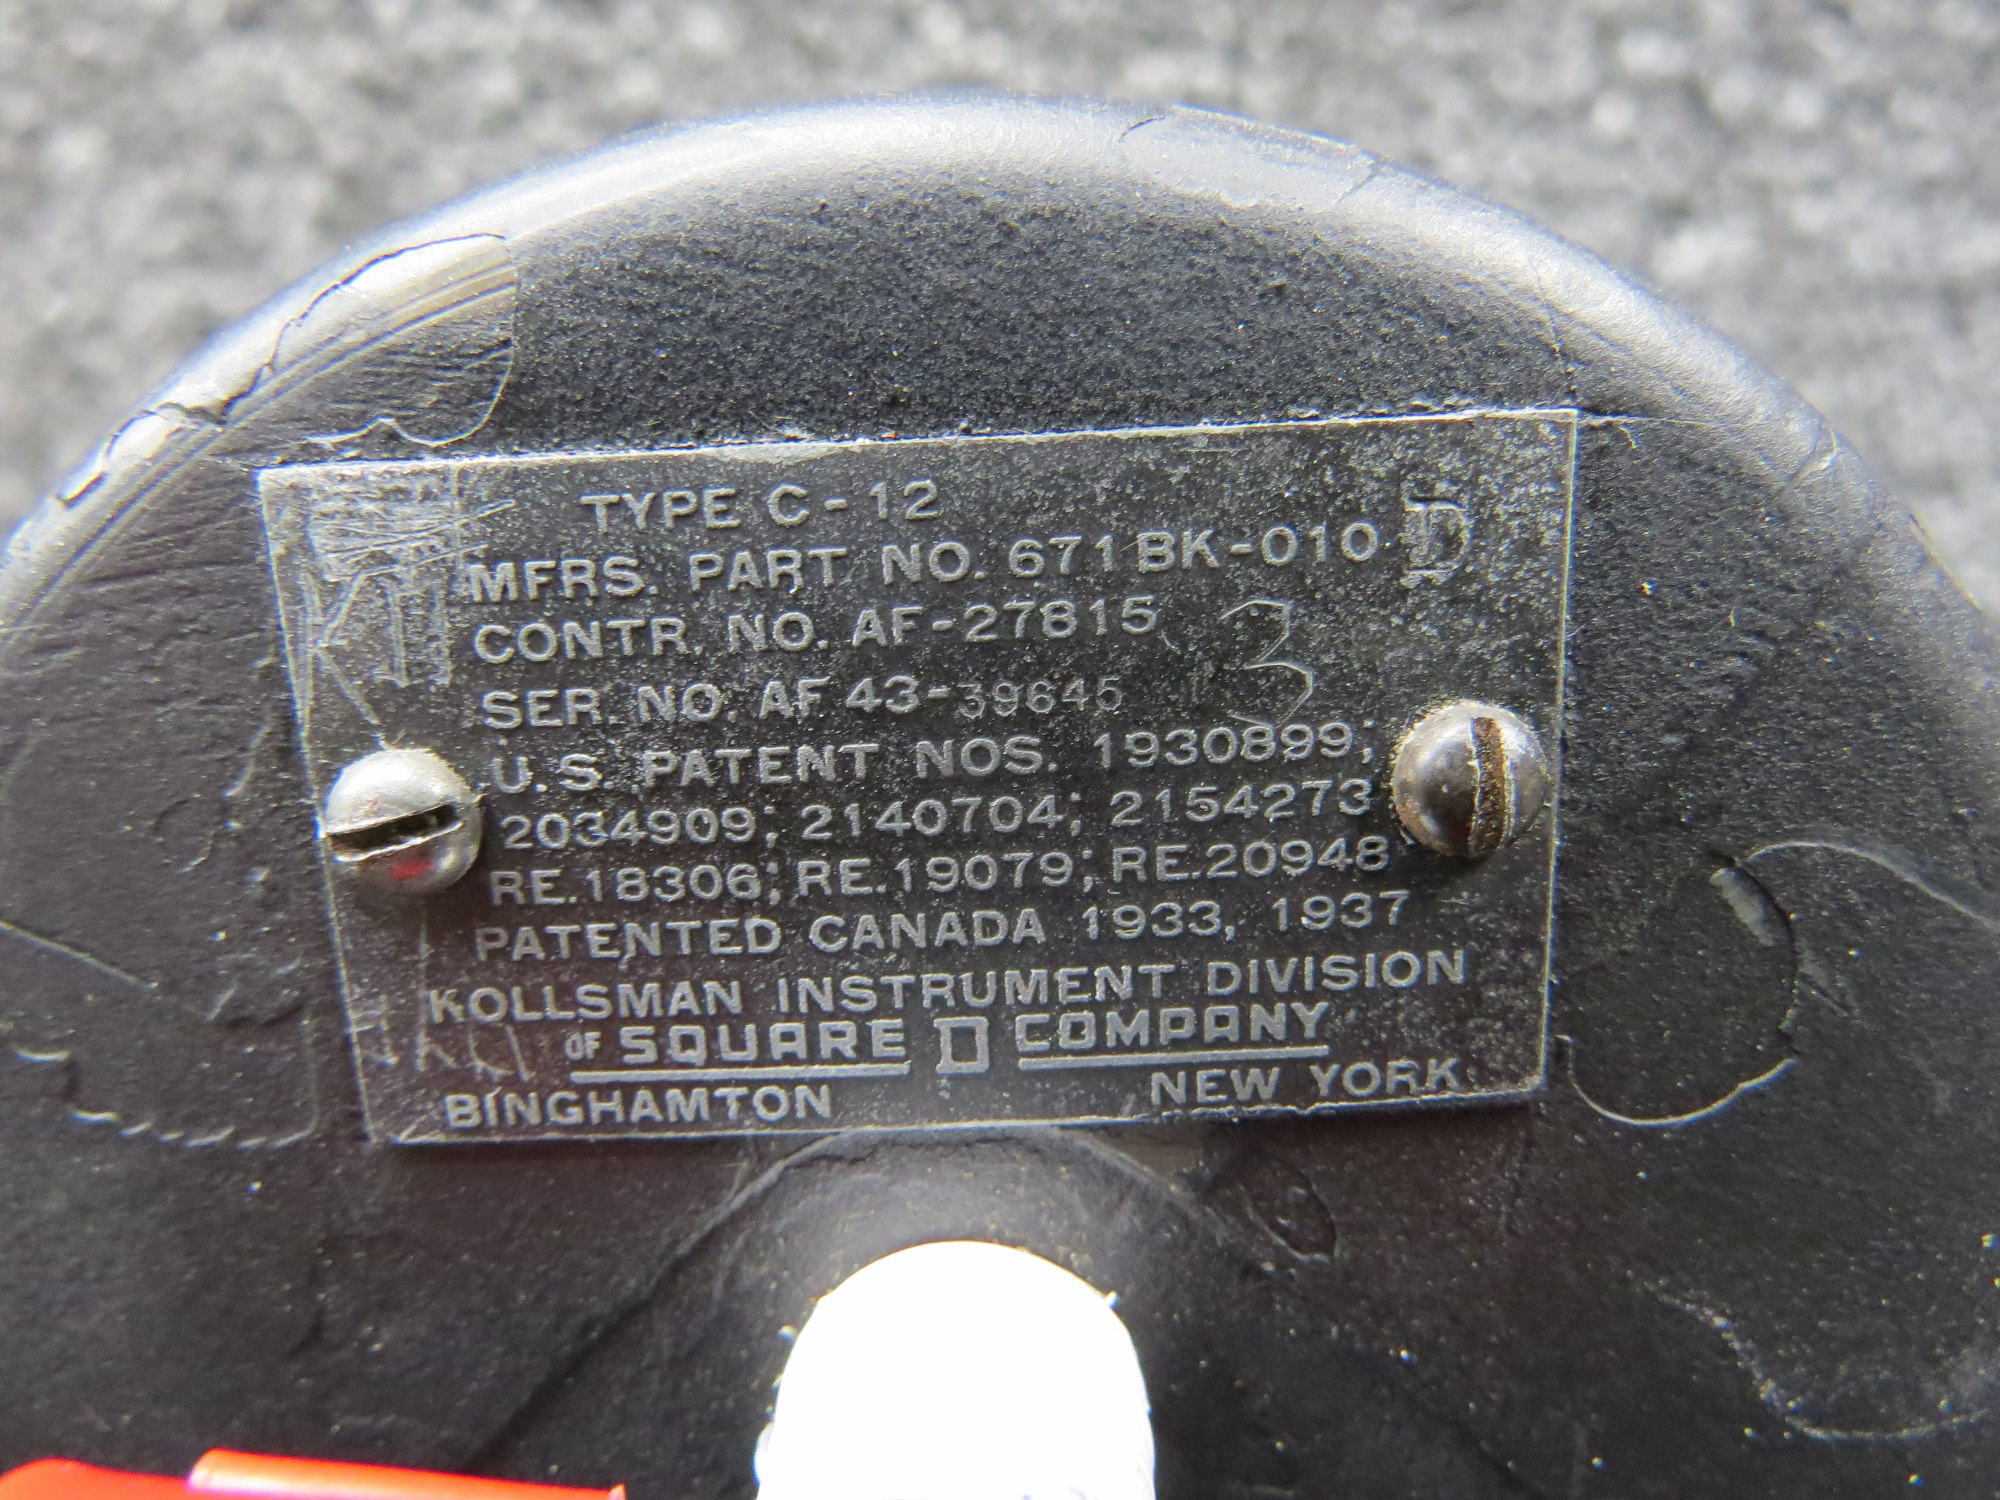 TYPE C-12
MFRS. PART NO. 671BK-010 D
CONTR. NO. AF-27815
3
SER. NO. AF 43-39645
U.S. PATENT NOS. 1930899;
2034909; 2140704; 2154273
RE.18306; RE.19079; RE.20948
PATENTED CANADA 1933, 1937
KOLLSMAN INSTRUMENT DIVISION
OF SQUARE D COMPANY
BINGHAMTON NEW YORK